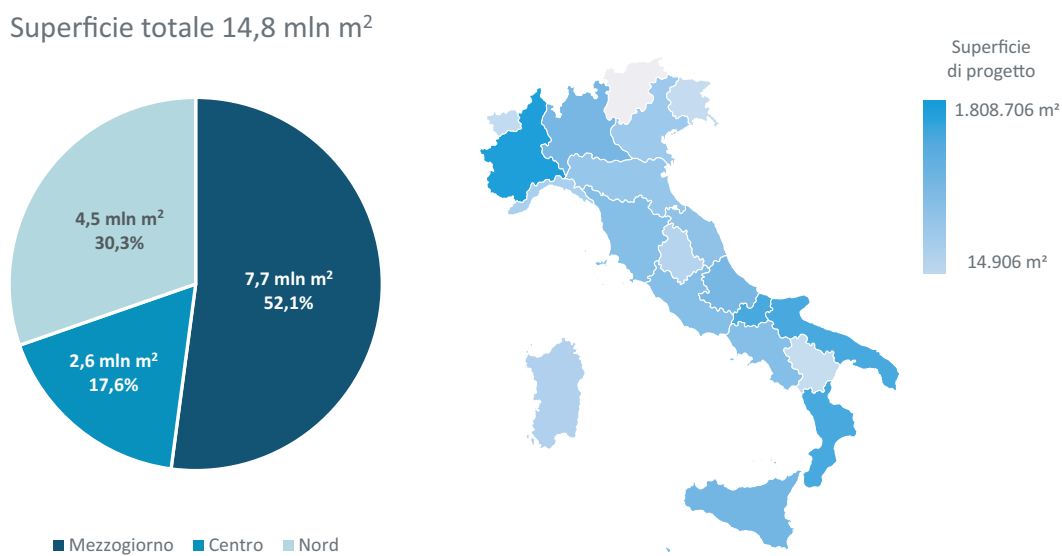 Superficie totale 14,8 mln m²
4,5 mln m²
30,3%
7,7 mln m²
52,1%
2,6 mln m²
17,6%
Mezzogiorno
Centro
Nord
Superficie
di progetto
1.808.706 m²
14.906 m²